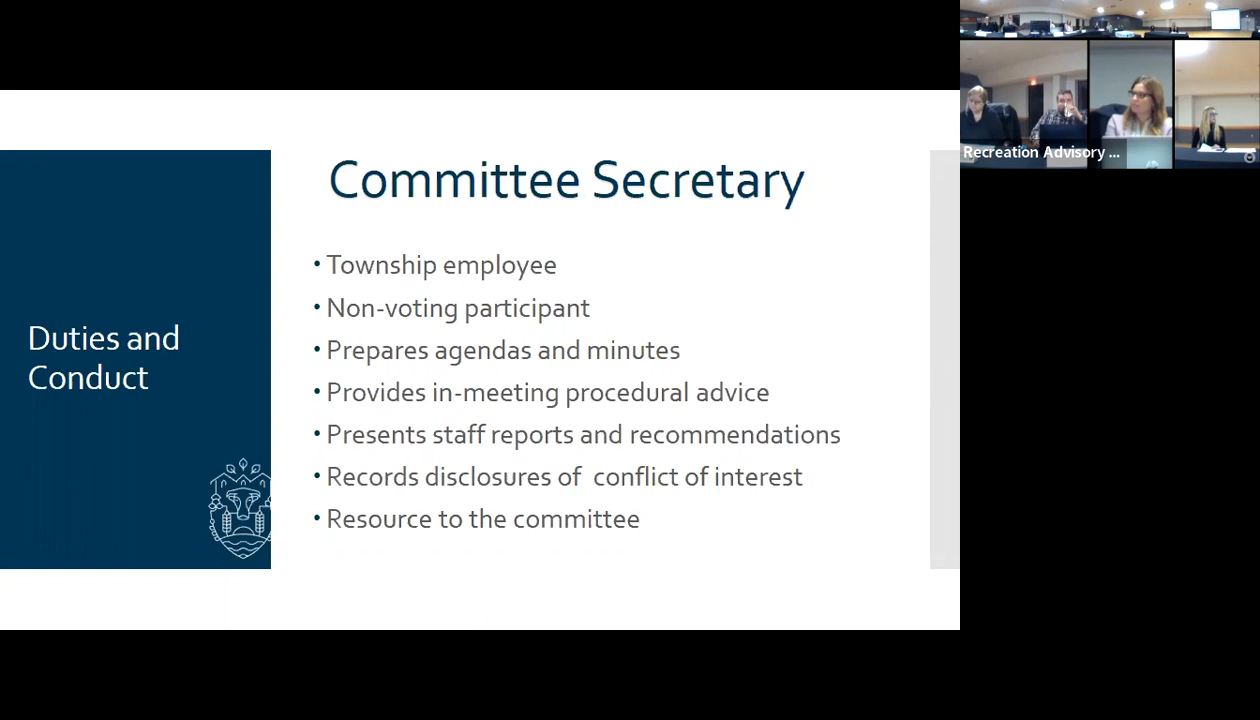 Committee Secretary
Duties and
Conduct
• Township employee
• Non-voting participant
• Prepares agendas and minutes
• Provides in-meeting procedural advice
• Presents staff reports and recommendations
• Records disclosures of  conflict of interest
• Resource to the committee
Recreation Advisory ...